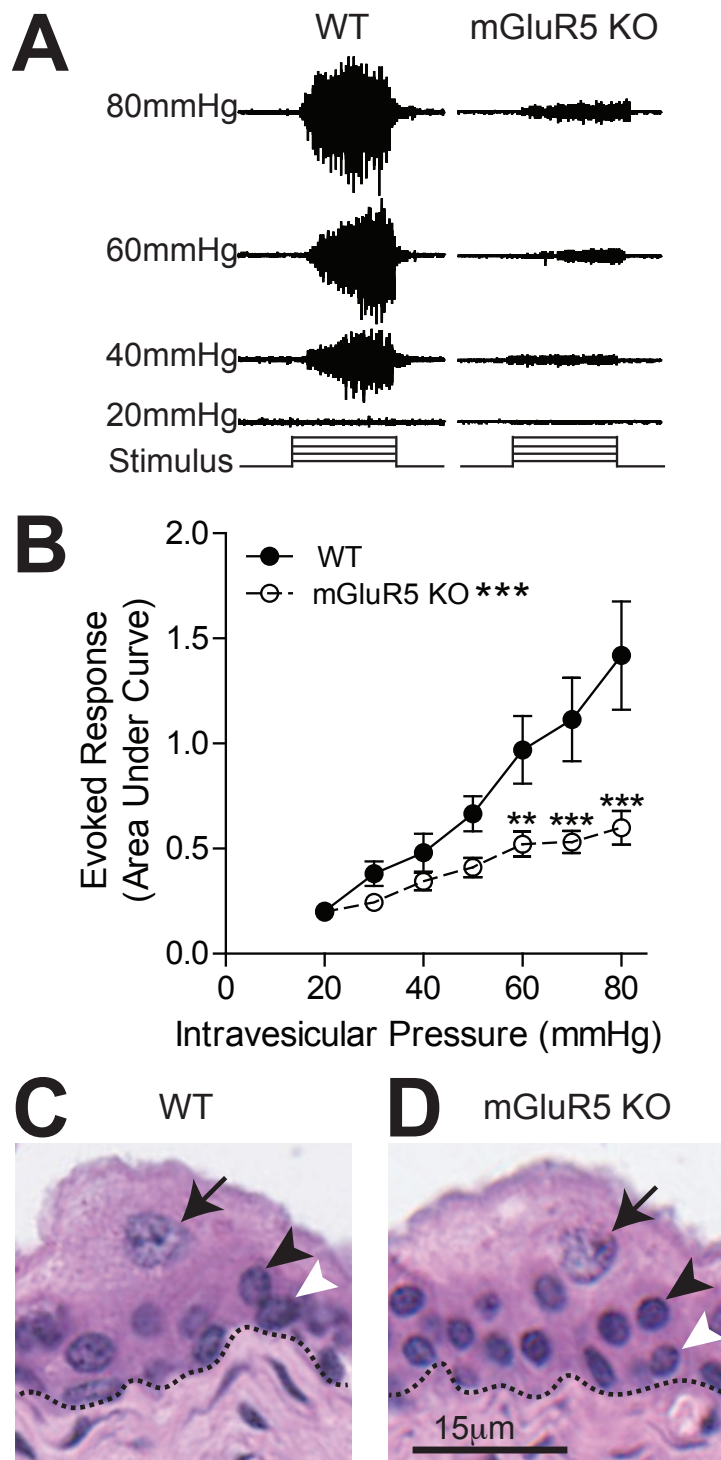 A
WT mGluR5 KO
80mmHg
60mmHg
40mmHg
20mmHg
Stimulus
B
2.0
1.5
1.0
0.5
0.0
Evoked Response
(Area Under Curve)
WT
mGluR5 KO ***
** *** ***
0 20 40 60 80
Intravesicular Pressure (mmHg)
C WT
D mGluR5 KO
15μm